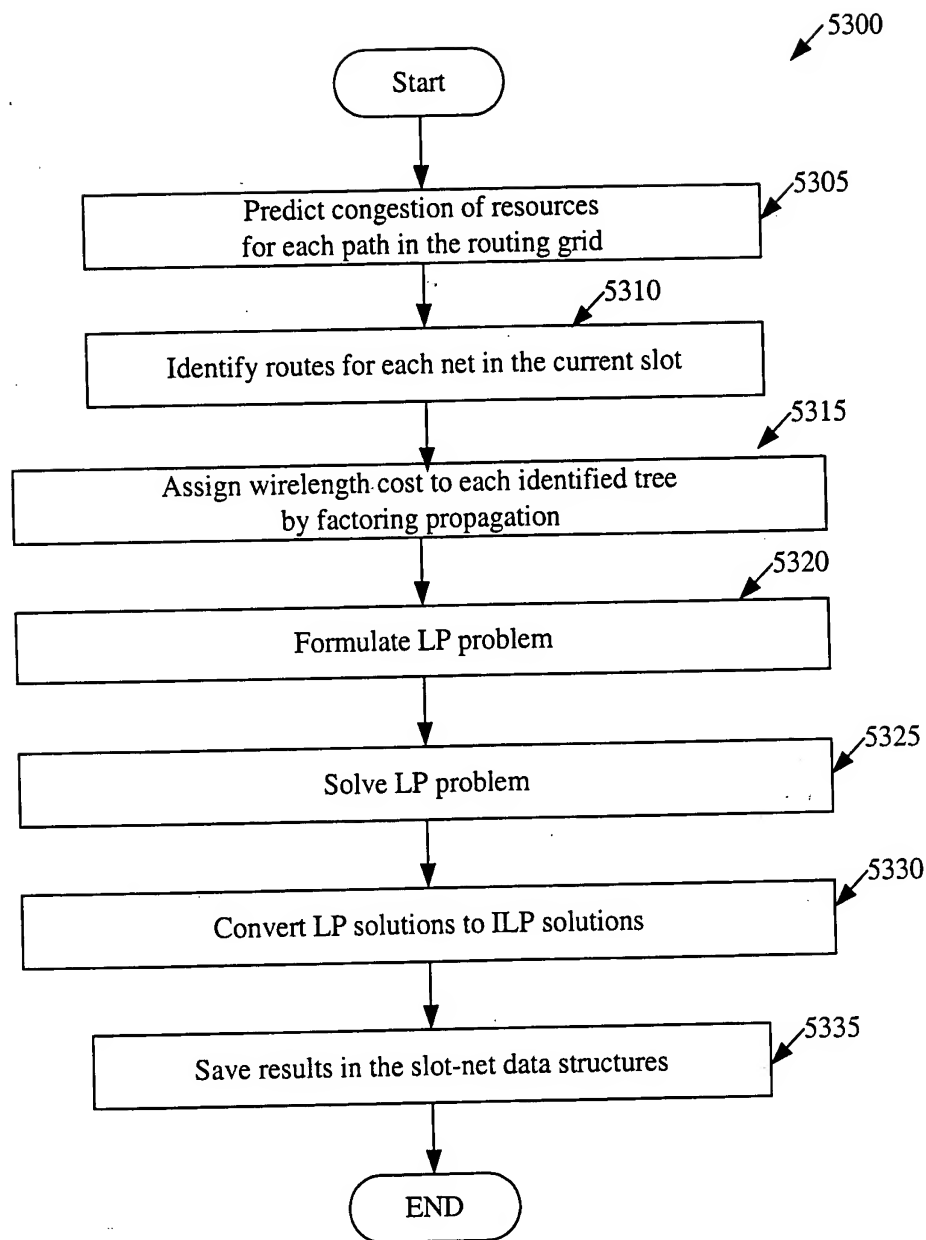 5300
Start
5305
Predict congestion of resources
for each path in the routing grid
5310
Identify routes for each net in the current slot
5315
Assign wirelength cost to each identified tree
by factoring propagation
5320
Formulate LP problem
5325
Solve LP problem
5330
Convert LP solutions to ILP solutions
5335
Save results in the slot-net data structures
END